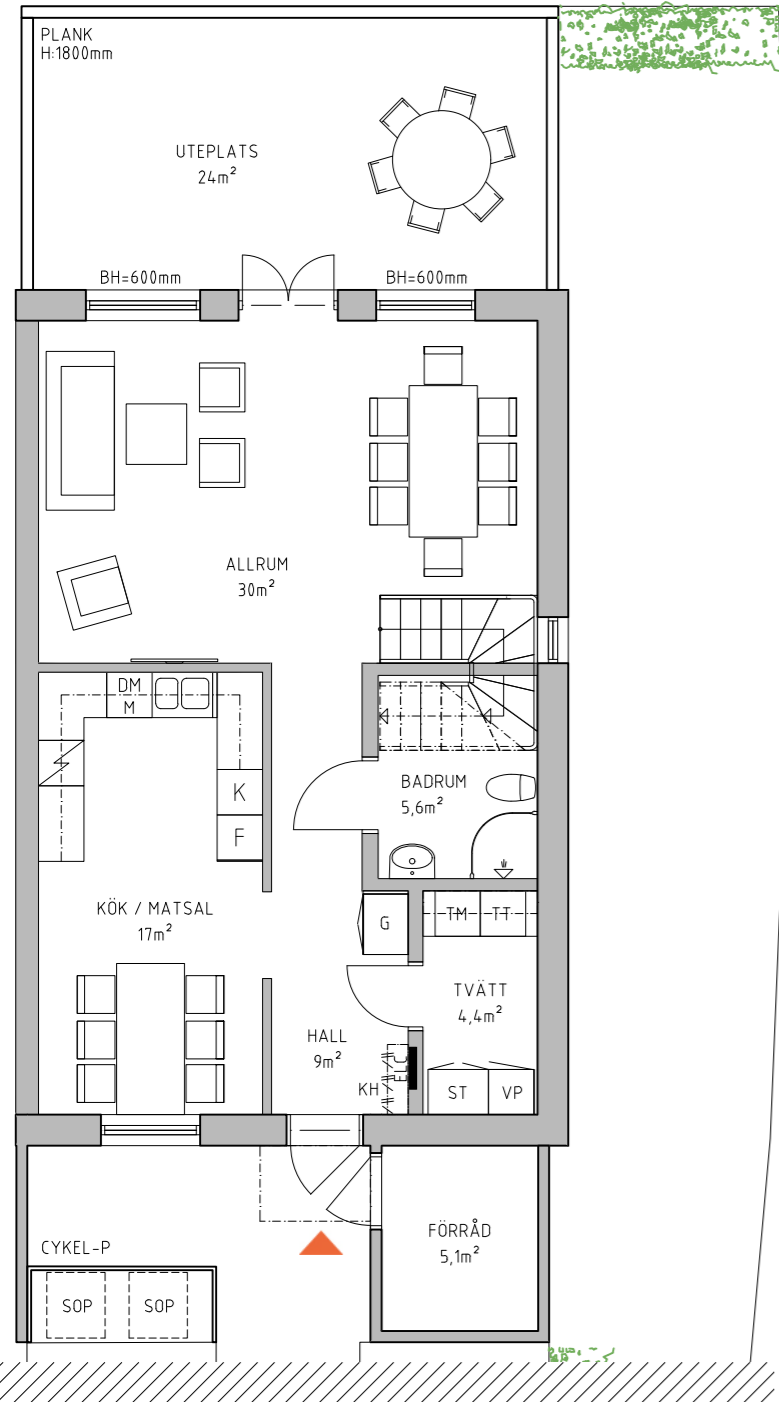 PLANK
H:1800mm
UTEPLATS
24m²
BH=600mm
BH=600mm
ALLRUM
30m²
DM
M
K
F
BADRUM
5,6m²
KÖK / MATSAL
17m²
G
TM TT
TVÄTT
4,4m²
HALL
9m²
KH
ELC
ST
VP
FÖRRÅD
5,1m²
CYKEL-P
SOP
SOP